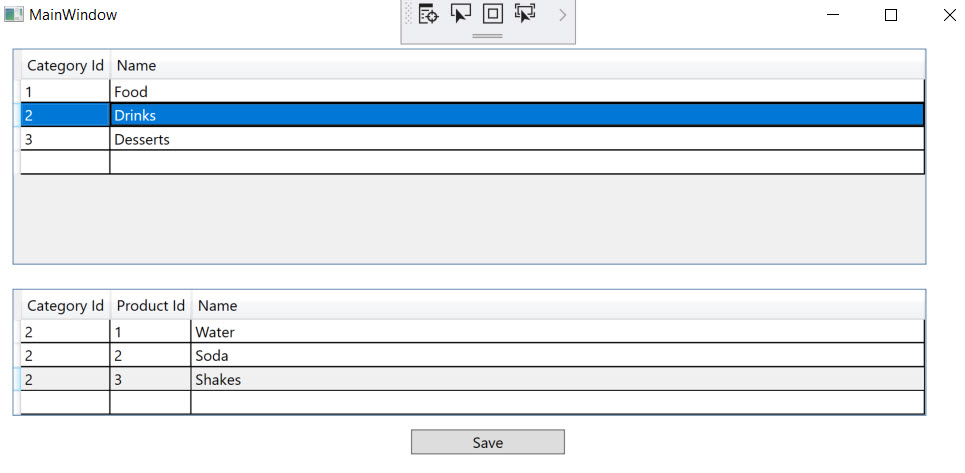 MainWindow
Category Id Name
1 Food
2 Drinks
3 Desserts
Category Id Product Id Name
2 1 Water
2 2 Soda
2 3 Shakes
Save